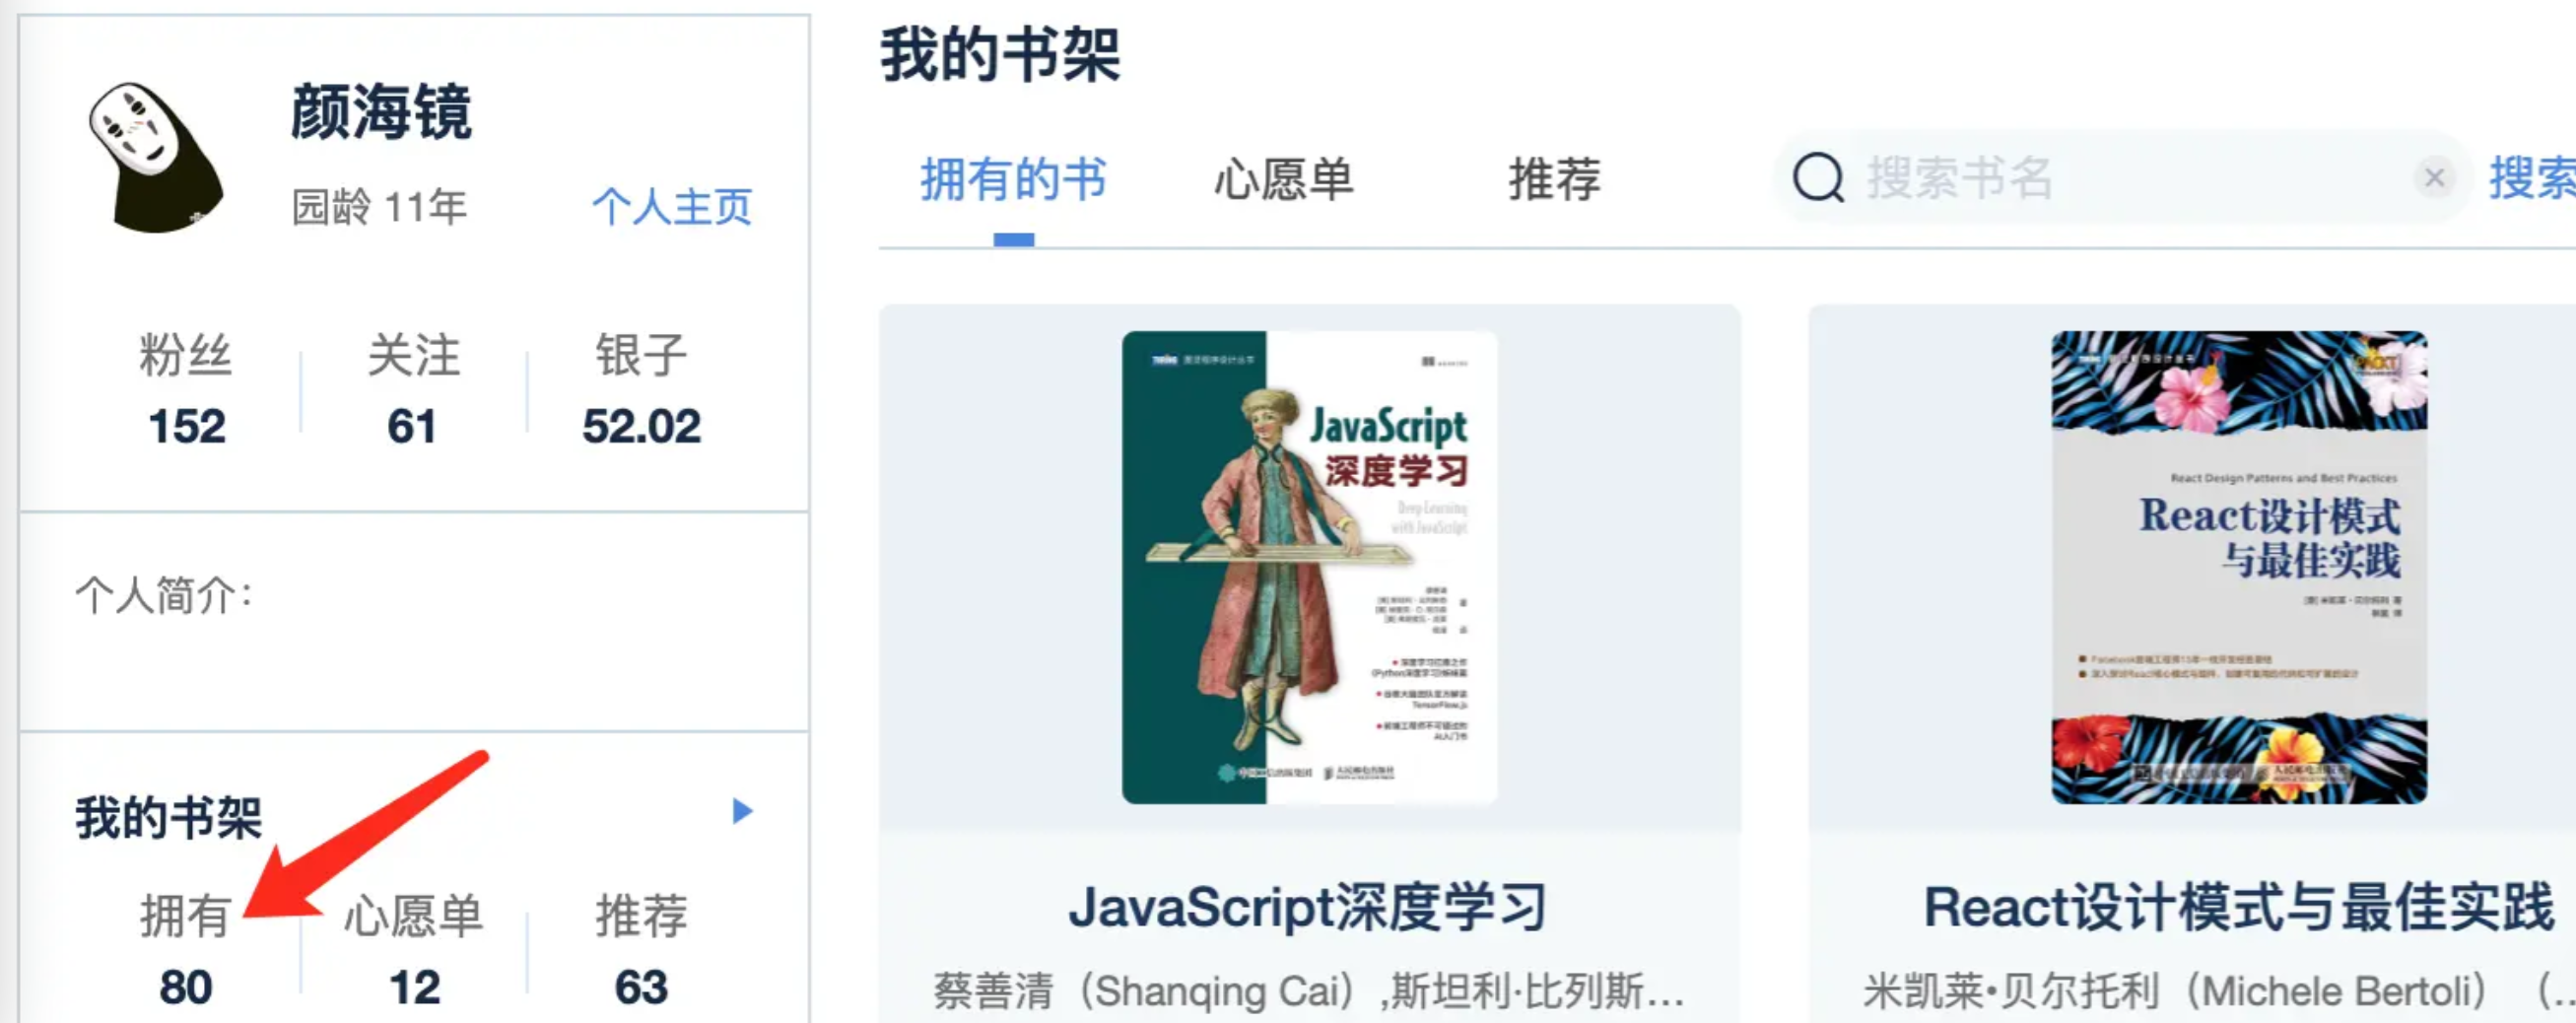 颜海镜
园龄 11年
个人主页
粉丝
关注
银子
152
61
52.02
个人简介：
我的书架
拥有
心愿单
推荐
80
12
63
我的书架
拥有的书
心愿单
推荐
搜索书名
搜索
JavaScript
深度学习
Deep Learning
with JavaScript
TensorFlow.js
JavaScript深度学习
蔡善清（Shanqing Cai）,斯坦利·比列斯...
React Design Patterns and Best Practices
React设计模式
与最佳实践
React设计模式与最佳实践
米凯莱•贝尔托利（Michele Bertoli）（...